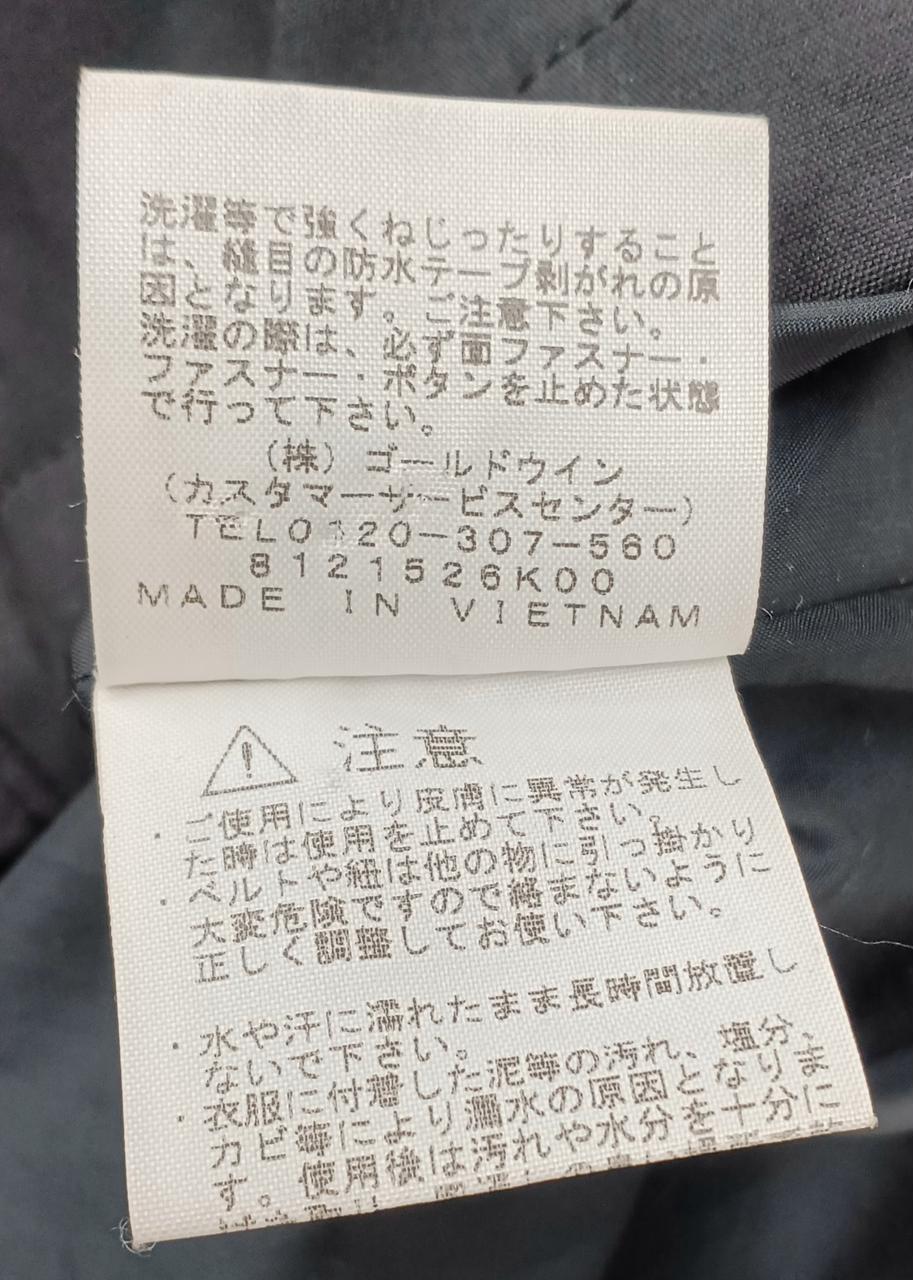 洗濯等で強くねじったりすること
は、縫目の防水テープ剥がれの原
因となります。ご注意下さい。
洗濯の際は、必ず面ファスナー・
ファスナー・ボタンを止めた状態
で行って下さい。
(株)ゴールドウイン
(カスタマーサービスセンター)
TEL0120-307-560
8121526K00
MADE IN VIETNAM
注意
・ご使用により皮膚に異常が発生し
た時は使用を止めて下さい。
・ベルトや紐は他の物に引っ掛かり
大変危険ですので絡まないように
正しく調整してお使い下さい。
・水や汗に濡れたまま長時間放置し
ないで下さい。
・衣服に付着した泥等の汚れ、塩分、
カビ等により漏水の原因となりま
す。使用後は汚れや水分を十分に